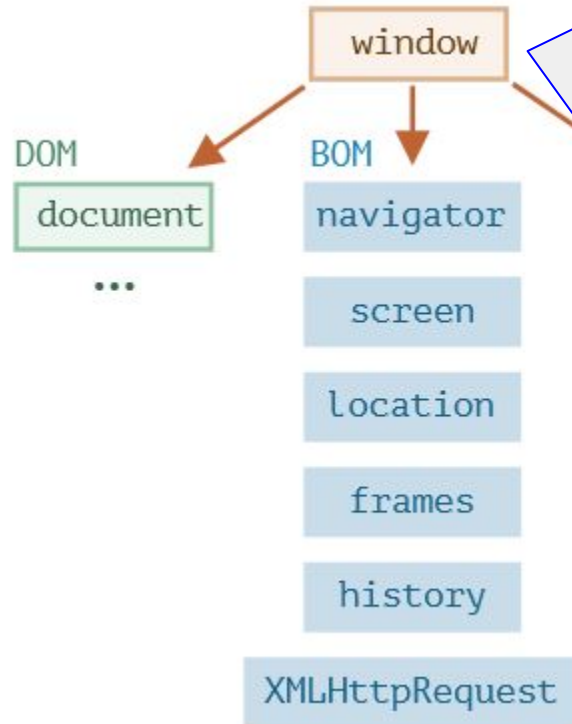 window
DOM
document
...
BOM
navigator
screen
location
frames
history
XMLHttpRequest